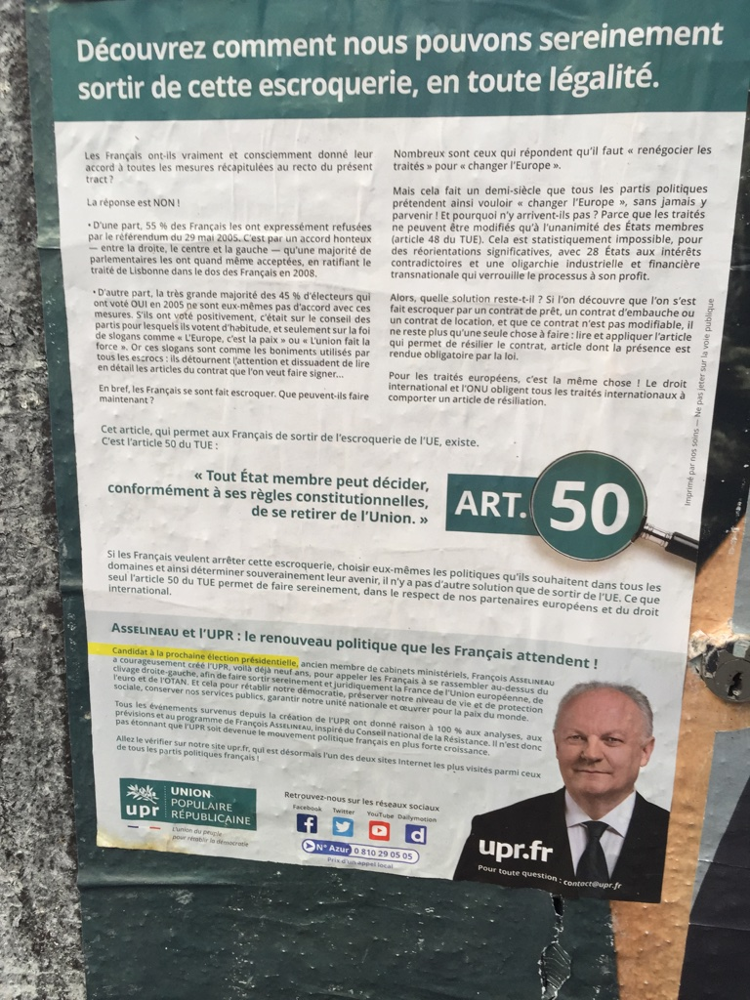 Découvrez comment nous pouvons sereinement
sortir de cette escroquerie, en toute légalité.
Les Français ont-ils vraiment et consciemment donné leur
accord à toutes les mesures récapitulées au recto du présent
tract ?
La réponse est NON !
• D'une part, 55 % des Français les ont expressément refusées
par le référendum du 29 mai 2005. C'est par un accord honteux
— entre la droite, le centre et la gauche — qu'une majorité de
parlementaires les ont quand même acceptées, en ratifiant le
traité de Lisbonne dans le dos des Français en 2008.
• D'autre part, la très grande majorité des 45 % d'électeurs qui
ont voté OUI en 2005 ne sont eux-mêmes pas d'accord avec ces
mesures. S'ils ont voté positivement, c'était sur le conseil des
partis pour lesquels ils votent d'habitude, et seulement sur la foi
de slogans comme « L'Europe, c'est la paix » ou « L'union fait la
force ». Or ces slogans sont comme les boniments utilisés par
tous les escrocs : ils détournent l'attention et dissuadent de lire
en détail les articles du contrat que l'on veut faire signer...
En bref, les Français se sont fait escroquer. Que peuvent-ils faire
maintenant ?
Nombreux sont ceux qui répondent qu'il faut « renégocier les
traités » pour « changer l'Europe ».
Mais cela fait un demi-siècle que tous les partis politiques
prétendent ainsi vouloir « changer l'Europe », sans jamais y
parvenir ! Et pourquoi n'y arrivent-ils pas ? Parce que les traités
ne peuvent être modifiés qu'à l'unanimité des États membres
(article 48 du TUE). Cela est statistiquement impossible, pour
des réorientations significatives, avec 28 États aux intérêts
contradictoires et une oligarchie industrielle et financière
transnationale qui verrouille le processus à son profit.
Alors, quelle solution reste-t-il ? Si l'on découvre que l'on s'est
fait escroquer par un contrat de prêt, un contrat d'embauche ou
un contrat de location, et que ce contrat n'est pas modifiable, il
ne reste plus qu'une seule chose à faire : lire et appliquer l'article
qui permet de résilier le contrat, article dont la présence est
rendue obligatoire par la loi.
Pour les traités européens, c'est la même chose ! Le droit
international et l'ONU obligent tous les traités internationaux à
comporter un article de résiliation.
Imprimé par nos soins — Ne pas jeter sur la voie publique
Cet article, qui permet aux Français de sortir de l'escroquerie de l'UE, existe.
C'est l'article 50 du TUE :
« Tout État membre peut décider,
conformément à ses règles constitutionnelles,
de se retirer de l'Union. »
ART. 50
Si les Français veulent arrêter cette escroquerie, choisir eux-mêmes les politiques qu'ils souhaitent dans tous les
domaines et ainsi déterminer souverainement leur avenir, il n'y a pas d'autre solution que de sortir de l'UE. Ce que
seul l'article 50 du TUE permet de faire sereinement, dans le respect de nos partenaires européens et du droit
international.
ASSELINEAU et l'UPR : le renouveau politique que les Français attendent !
Candidat à la prochaine élection présidentielle, ancien membre de cabinets ministériels, François ASSELINEAU
a courageusement créé l'UPR, voilà déjà neuf ans, pour appeler les Français à se rassembler au-dessus du
clivage droite-gauche, afin de faire sortir sereinement et juridiquement la France de l'Union européenne, de
l'euro et de l'OTAN. Et cela pour rétablir notre démocratie, préserver notre niveau de vie et de protection
sociale, conserver nos services publics, garantir notre unité nationale et œuvrer pour la paix du monde.
Tous les événements survenus depuis la création de l'UPR ont donné raison à 100 % aux analyses, aux
prévisions et au programme de François ASSELINEAU, inspiré du Conseil national de la Résistance. Il n'est donc
pas étonnant que l'UPR soit devenue le mouvement politique français en plus forte croissance.
Allez le vérifier sur notre site upr.fr, qui est désormais l'un des deux sites Internet les plus visités parmi ceux
de tous les partis politiques français !
upr
UNION
POPULAIRE
RÉPUBLICAINE
L'union du peuple
pour rétablir la démocratie
Retrouvez-nous sur les réseaux sociaux
Facebook Twitter YouTube Dailymotion
N° Azur 0 810 29 05 05
Prix d'un appel local
upr.fr
Pour toute question : contact@upr.fr